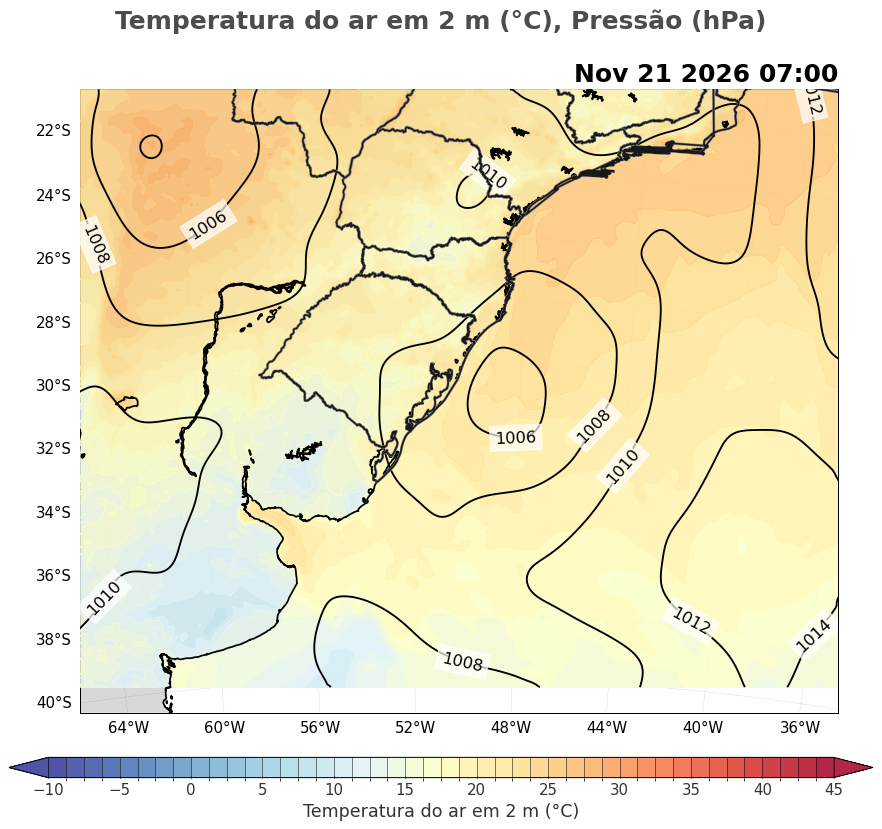 Temperatura do ar em 2 m (°C), Pressão (hPa)
Nov 21 2026 07:00
1012
22°S
1010
24°S
1006
1008
26°S
28°S
30°S
1006
1008
32°S
1010
34°S
36°S
1010
1012
1014
38°S
1008
40°S
64°W 60°W 56°W 52°W 48°W 44°W 40°W 36°W
−10 −5 0 5 10 15 20 25 30 35 40 45
Temperatura do ar em 2 m (°C)